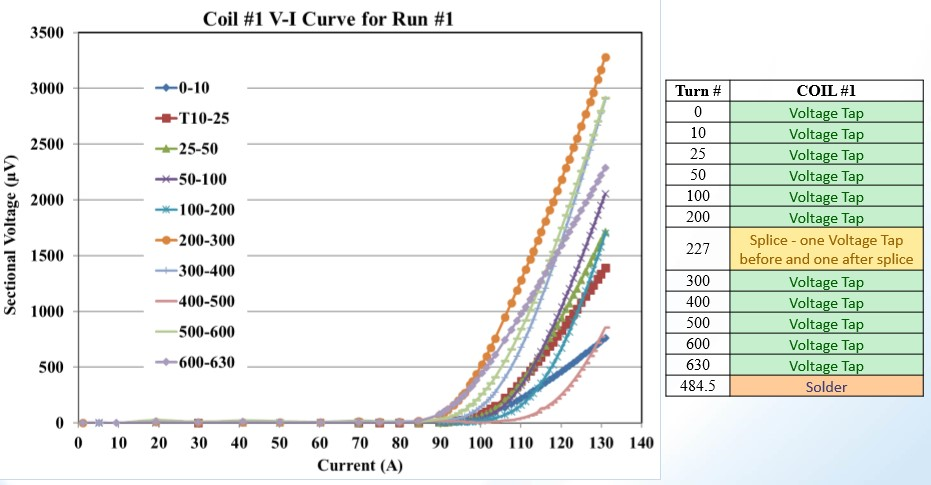 Coil #1 V-I Curve for Run #1
3500
3000
2500
2000
1500
1000
500
0
Sectional Voltage (µV)
0-10
T10-25
25-50
50-100
100-200
200-300
300-400
400-500
500-600
600-630
0 10 20 30 40 50 60 70 80 90 100 110 120 130 140
Current (A)
Turn # COIL #1
0 Voltage Tap
10 Voltage Tap
25 Voltage Tap
50 Voltage Tap
100 Voltage Tap
200 Voltage Tap
227 Splice - one Voltage Tap
before and one after splice
300 Voltage Tap
400 Voltage Tap
500 Voltage Tap
600 Voltage Tap
630 Voltage Tap
484.5 Solder